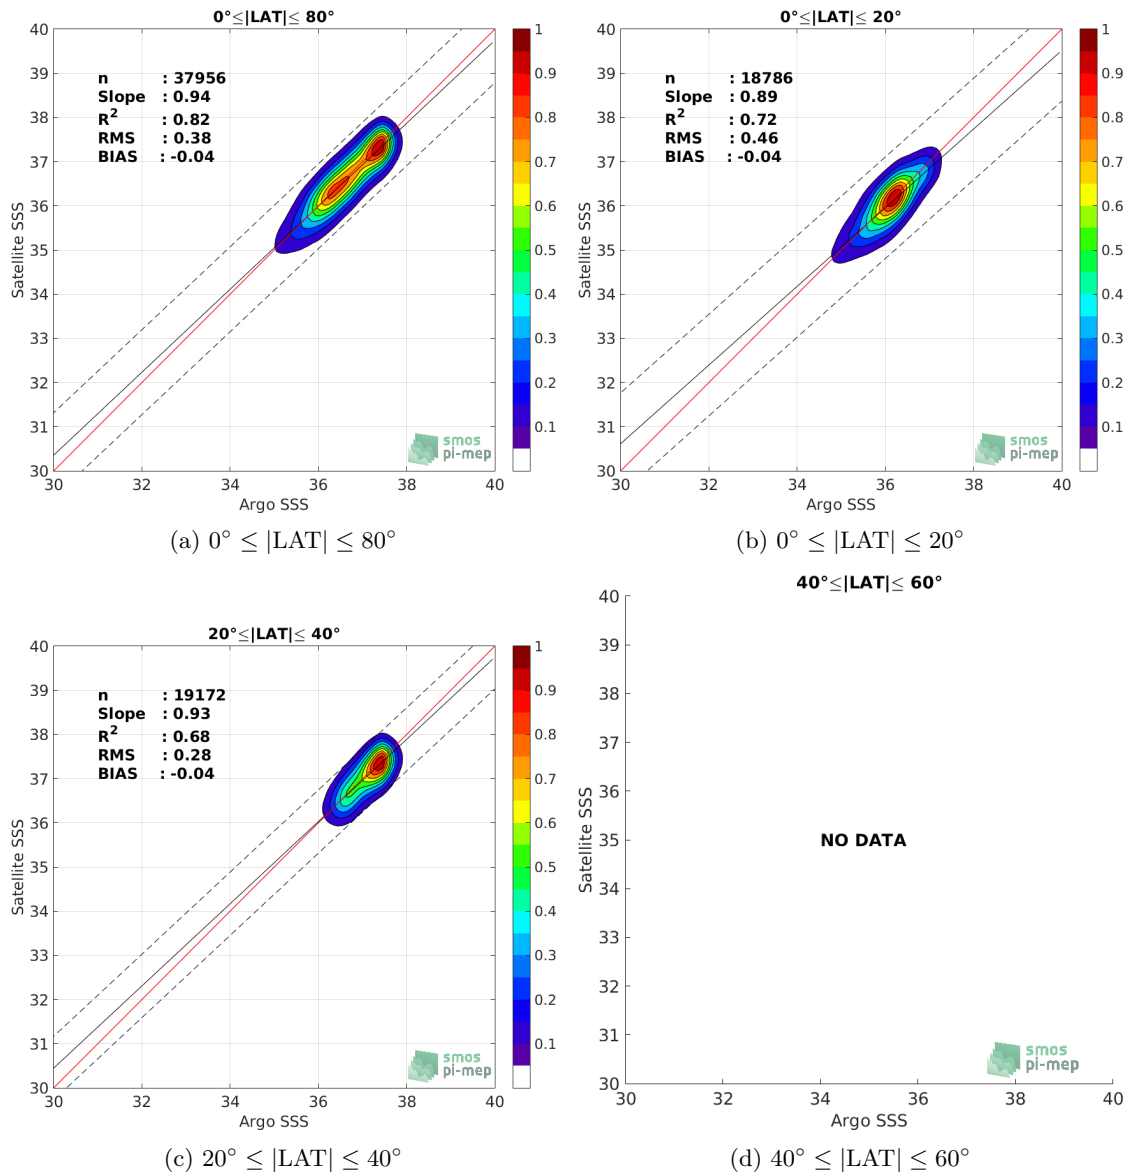 0°≤|LAT|≤ 80°
40
39
38
37
36
35
34
33
32
31
30
Satellite SSS
n : 37956
Slope : 0.94
R² : 0.82
RMS : 0.38
BIAS : -0.04
smos
pi-mep
30 32 34 36 38 40
Argo SSS
1
0.9
0.8
0.7
0.6
0.5
0.4
0.3
0.2
0.1
(a) 0° ≤ |LAT| ≤ 80°
0°≤|LAT|≤ 20°
40
39
38
37
36
35
34
33
32
31
30
Satellite SSS
n : 18786
Slope : 0.89
R² : 0.72
RMS : 0.46
BIAS : -0.04
smos
pi-mep
30 32 34 36 38 40
Argo SSS
1
0.9
0.8
0.7
0.6
0.5
0.4
0.3
0.2
0.1
(b) 0° ≤ |LAT| ≤ 20°
20°≤|LAT|≤ 40°
40
39
38
37
36
35
34
33
32
31
30
Satellite SSS
n : 19172
Slope : 0.93
R² : 0.68
RMS : 0.28
BIAS : -0.04
smos
pi-mep
30 32 34 36 38 40
Argo SSS
1
0.9
0.8
0.7
0.6
0.5
0.4
0.3
0.2
0.1
(c) 20° ≤ |LAT| ≤ 40°
40°≤|LAT|≤ 60°
40
39
38
37
36
35
34
33
32
31
30
Satellite SSS
NO DATA
smos
pi-mep
30 32 34 36 38 40
Argo SSS
(d) 40° ≤ |LAT| ≤ 60°